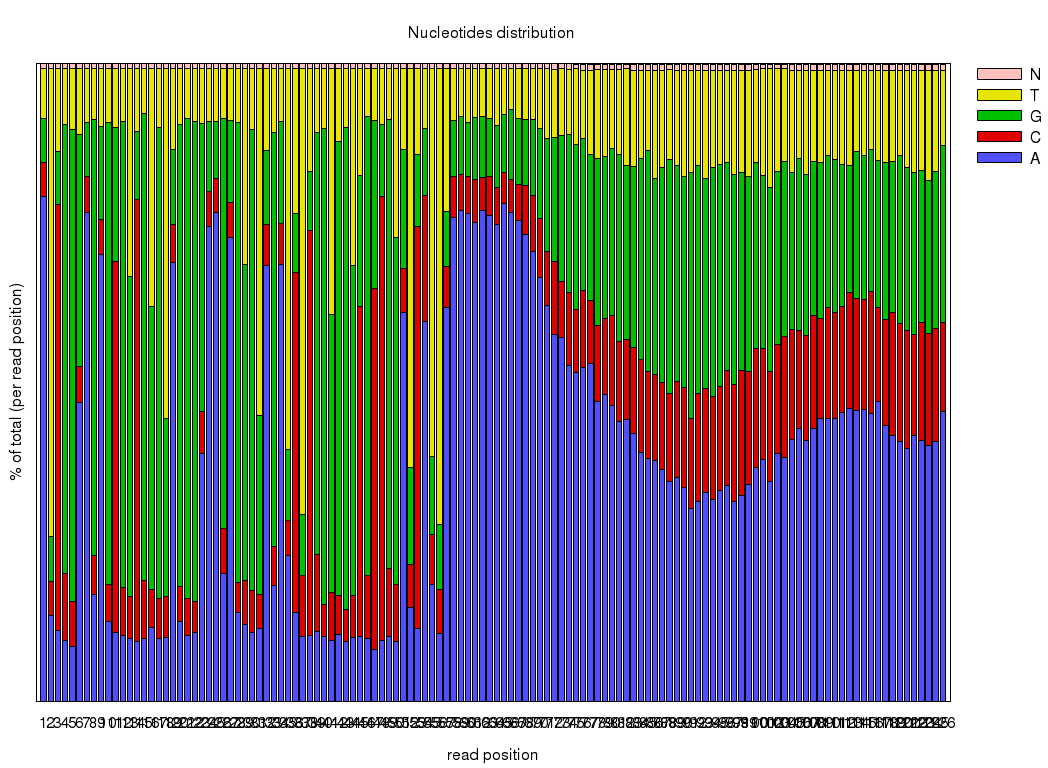 Nucleotides distribution
N
T
G
C
A
% of total (per read position)
read position